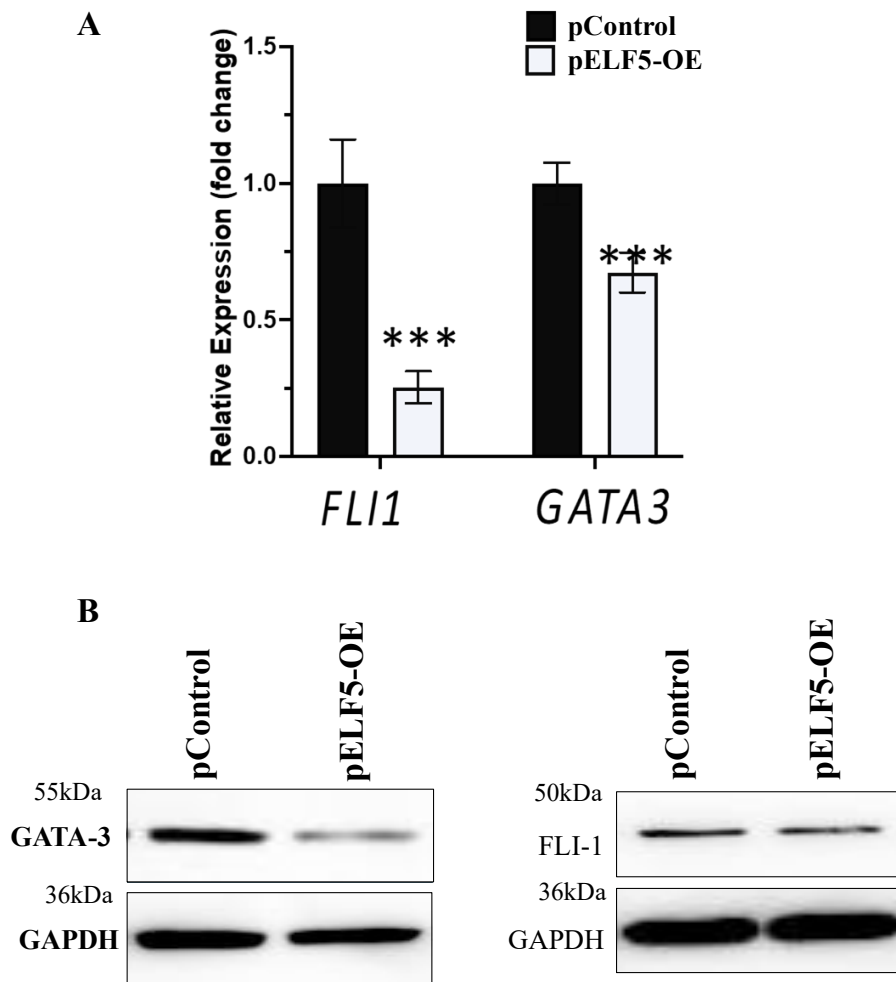 A
pControl
pELF5-OE
Relative Expression (fold change)
1.5
1.0
0.5
0.0
***
***
FLI1
GATA3
B
pControl
pELF5-OE
55kDa
GATA-3
36kDa
GAPDH
pControl
pELF5-OE
50kDa
FLI-1
36kDa
GAPDH